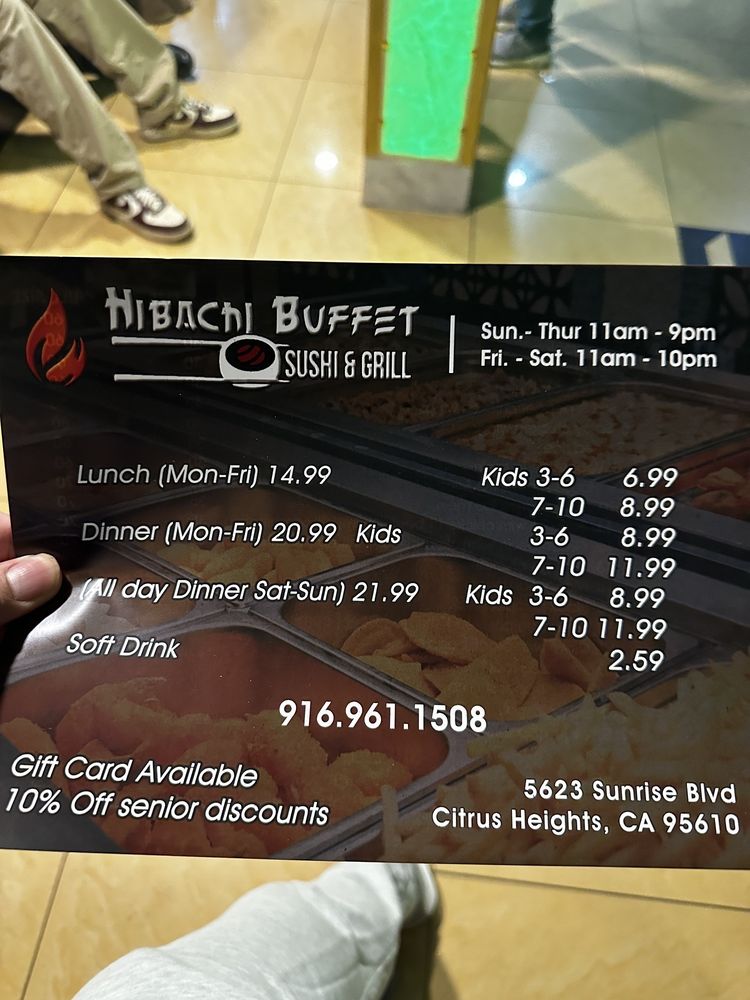 HIBACHI BUFFET
SUSHI & GRILL
Sun.- Thur 11am - 9pm
Fri. - Sat. 11am - 10pm
Lunch (Mon-Fri) 14.99 Kids 3-6 6.99
7-10 8.99
Dinner (Mon-Fri) 20.99 Kids 3-6 8.99
7-10 11.99
(All day Dinner Sat-Sun) 21.99 Kids 3-6 8.99
7-10 11.99
Soft Drink 2.59
916.961.1508
Gift Card Available
10% Off senior discounts
5623 Sunrise Blvd
Citrus Heights, CA 95610